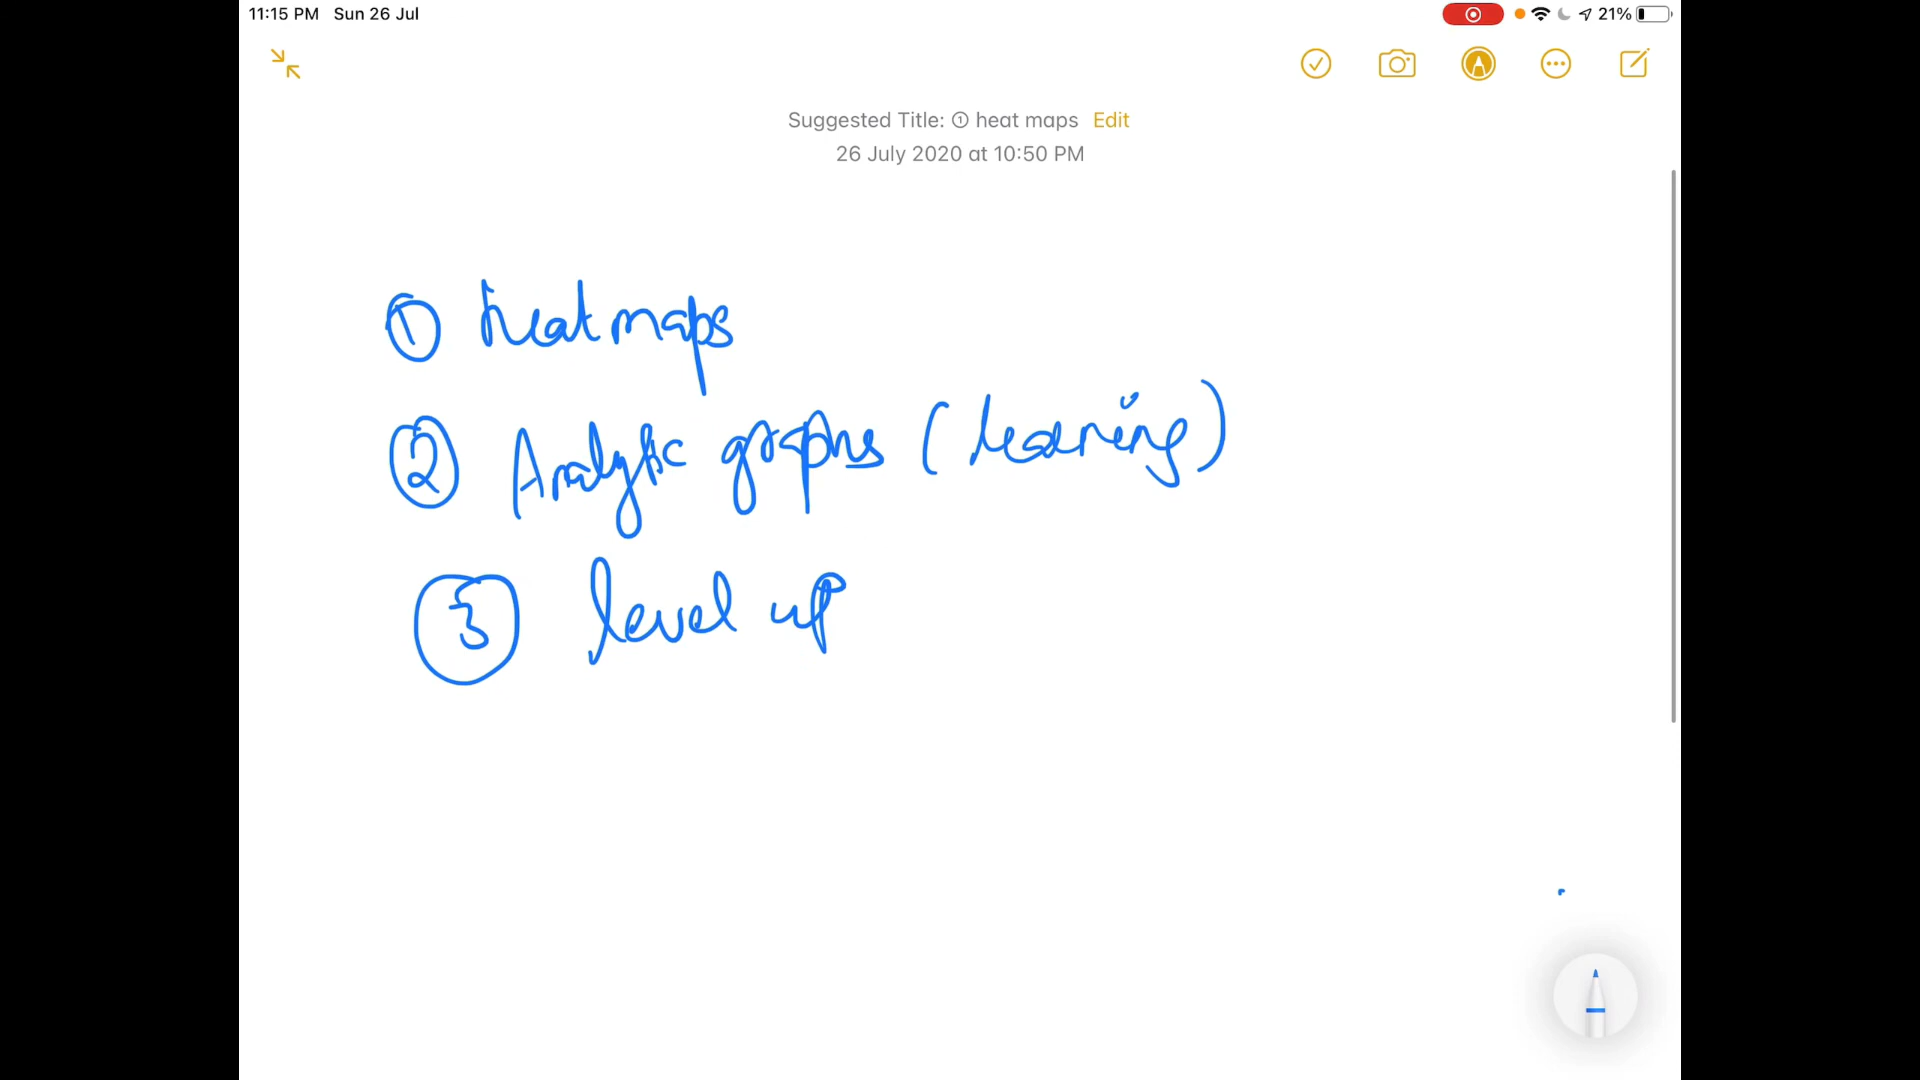 11:15 PM Sun 26 Jul 21%
Suggested Title: ① heat maps Edit
26 July 2020 at 10:50 PM
① heat maps
② Analytic graphs (learning)
③ level up